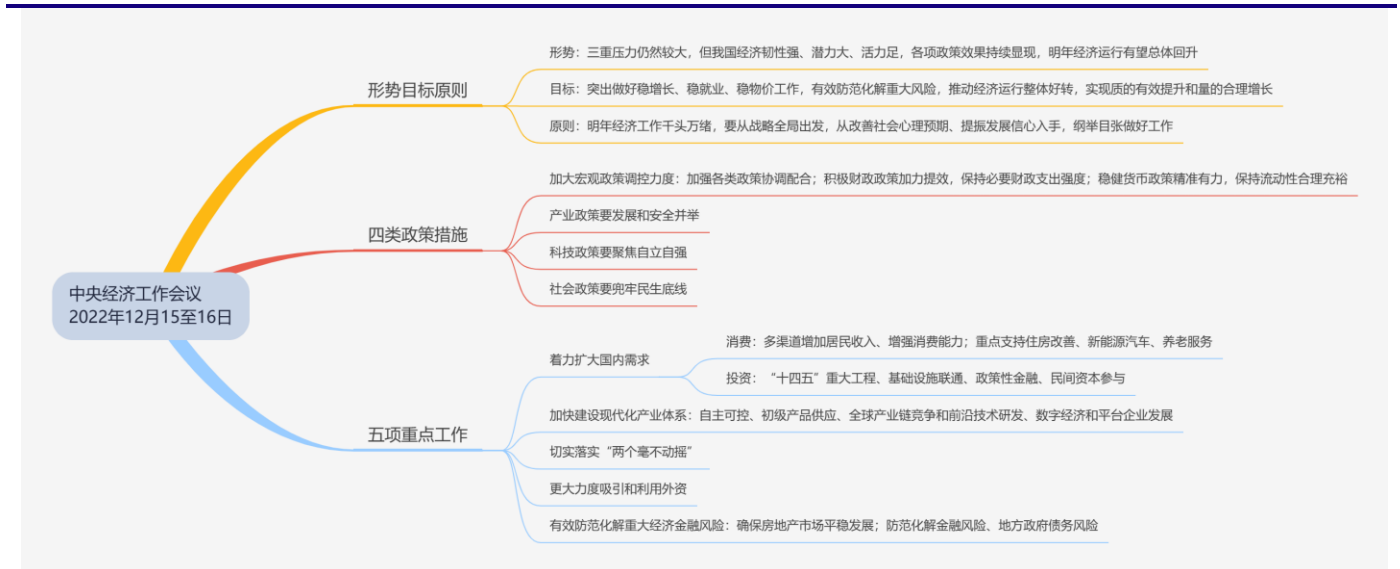 形势：三重压力仍然较大，但我国经济韧性强、潜力大、活力足，各项政策效果持续显现，明年经济运行有望总体回升
形势目标原则
目标：突出做好稳增长、稳就业、稳物价工作，有效防范化解重大风险，推动经济运行整体好转，实现质的有效提升和量的合理增长
原则：明年经济工作千头万绪，要从战略全局出发，从改善社会心理预期、提振发展信心入手，纲举目张做好工作
加大宏观政策调控力度：加强各类政策协调配合；积极财政政策加力提效，保持必要财政支出强度；稳健货币政策精准有力，保持流动性合理充裕
产业政策要发展和安全并举
四类政策措施
科技政策要聚焦自立自强
社会政策要兜牢民生底线
中央经济工作会议
2022年12月15至16日
消费：多渠道增加居民收入、增强消费能力；重点支持住房改善、新能源汽车、养老服务
着力扩大国内需求
投资：“十四五”重大工程、基础设施联通、政策性金融、民间资本参与
加快建设现代化产业体系：自主可控、初级产品供应、全球产业链竞争和前沿技术研发、数字经济和平台企业发展
五项重点工作
切实落实“两个毫不动摇”
更大力度吸引和利用外资
有效防范化解重大经济金融风险：确保房地产市场平稳发展；防范化解金融风险、地方政府债务风险